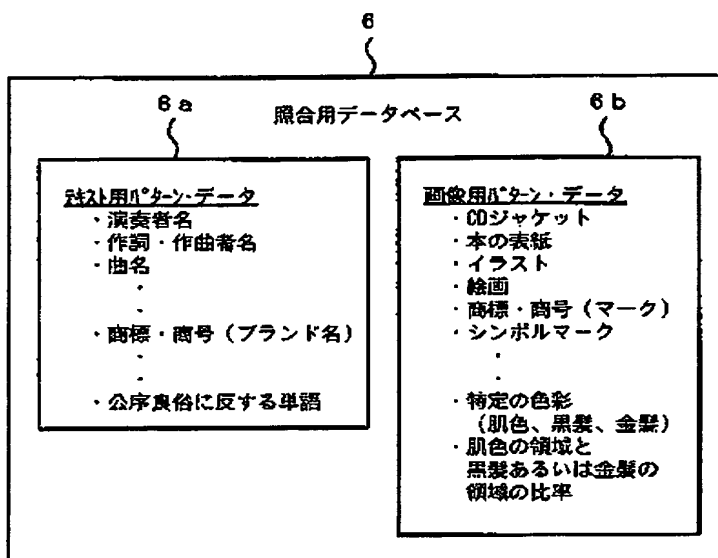 6
6a
照合用データベース
6b
テキスト用パターン・データ
・演奏者名
・作詞・作曲者名
・曲名
・
・
・商標・商号（ブランド名）
・
・
・公序良俗に反する単語
画像用パターン・データ
・CDジャケット
・本の表紙
・イラスト
・絵画
・商標・商号（マーク）
・シンボルマーク
・
・
・特定の色彩
（肌色、黒髪、金髪）
・肌色の領域と
黒髪あるいは金髪の
領域の比率